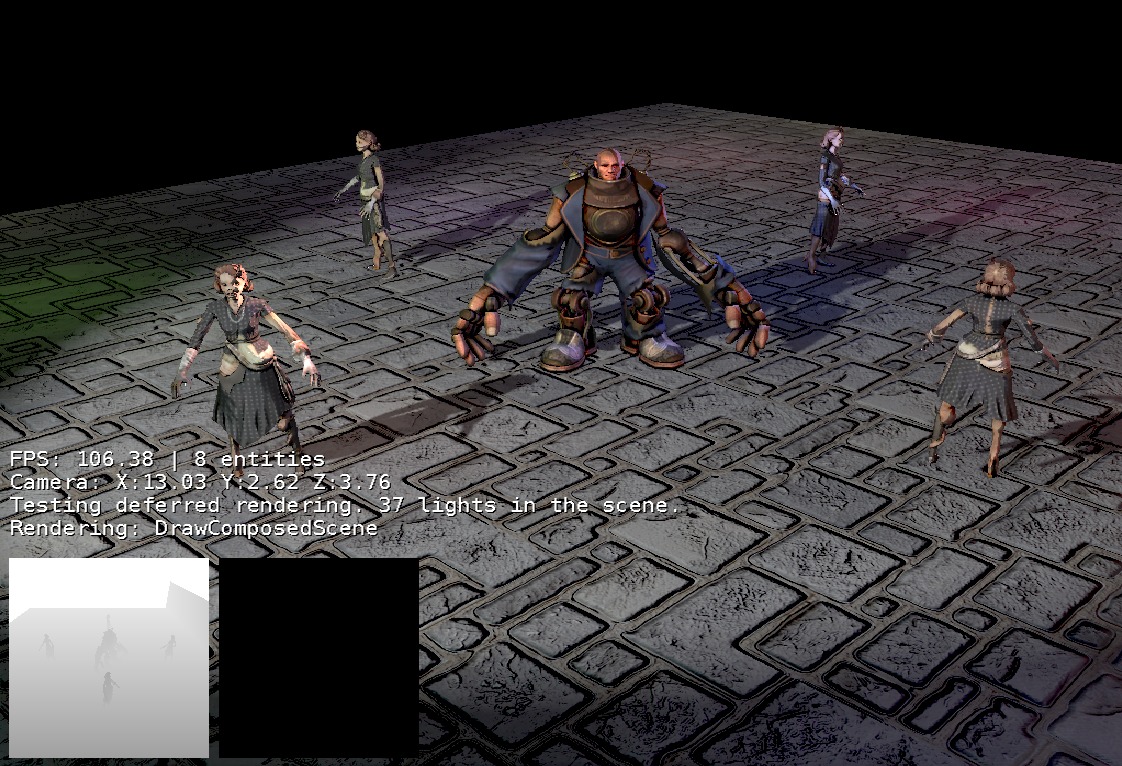 FPS: 106.38 | 8 entities
Camera: X:13.03 Y:2.62 Z:3.76
Testing deferred rendering. 37 lights in the scene.
Rendering: DrawComposedScene